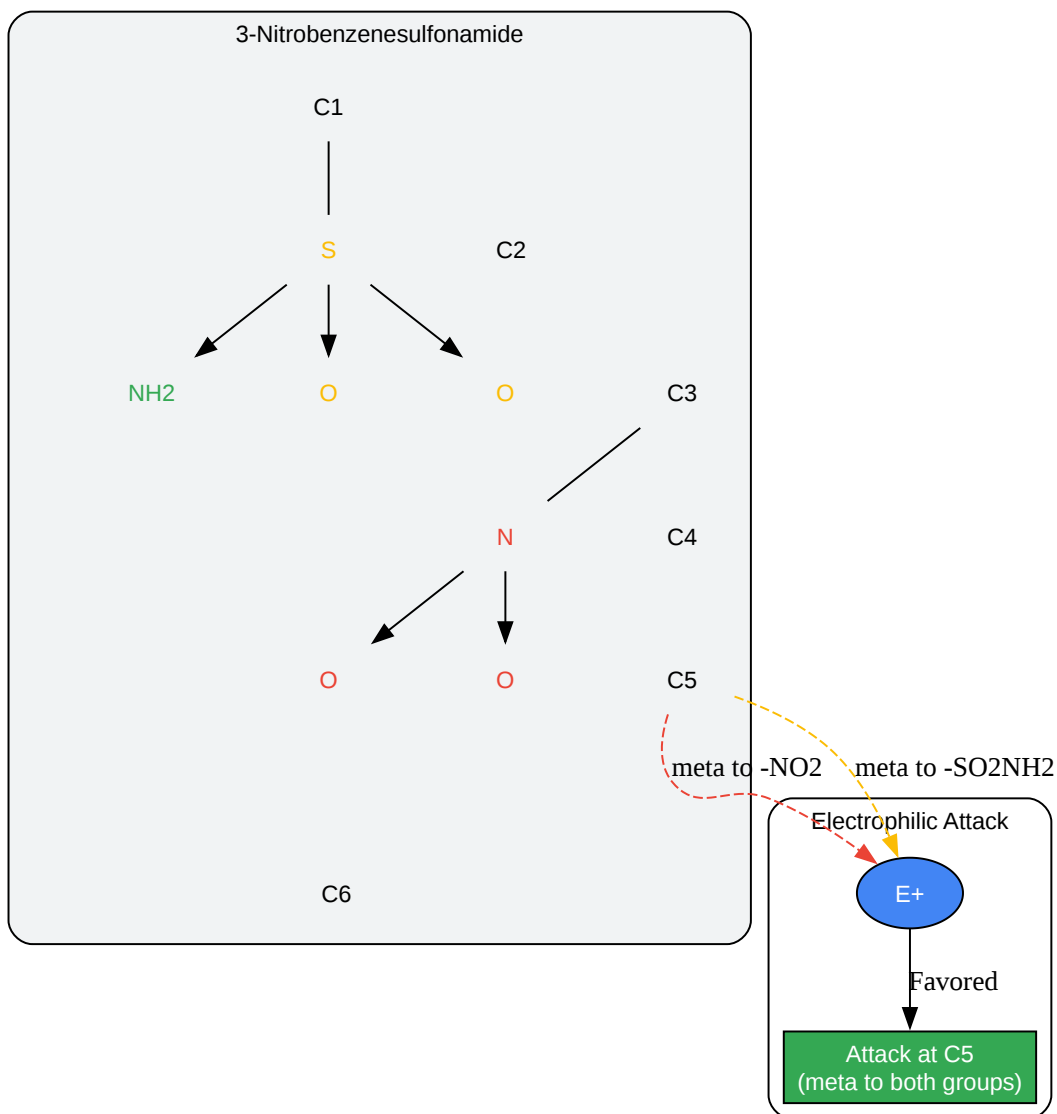 3-Nitrobenzenesulfonamide
C1
S
C2
NH2
O
O
C3
N
C4
O
O
C5
meta to -NO2
meta to -SO2NH2
Electrophilic Attack
C6
E+
Favored
Attack at C5
(meta to both groups)